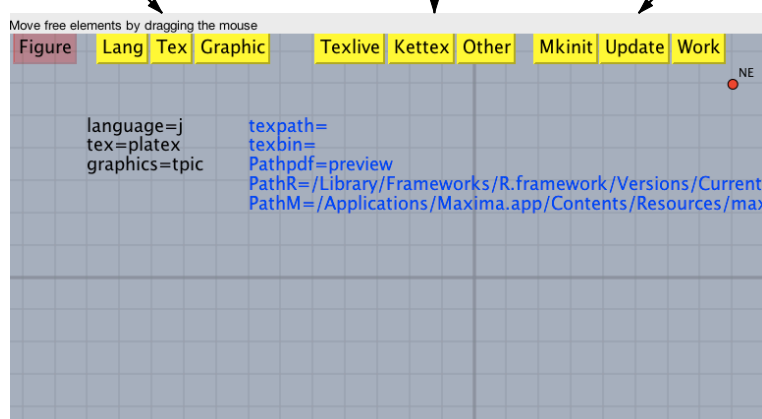 Move free elements by dragging the mouse
Figure Lang Tex Graphic Texlive Kettex Other Mkinit Update Work
NE
language=j
tex=platex
graphics=tpic
texpath=
texbin=
Pathpdf=preview
PathR=/Library/Frameworks/R.framework/Versions/Current
PathM=/Applications/Maxima.app/Contents/Resources/max